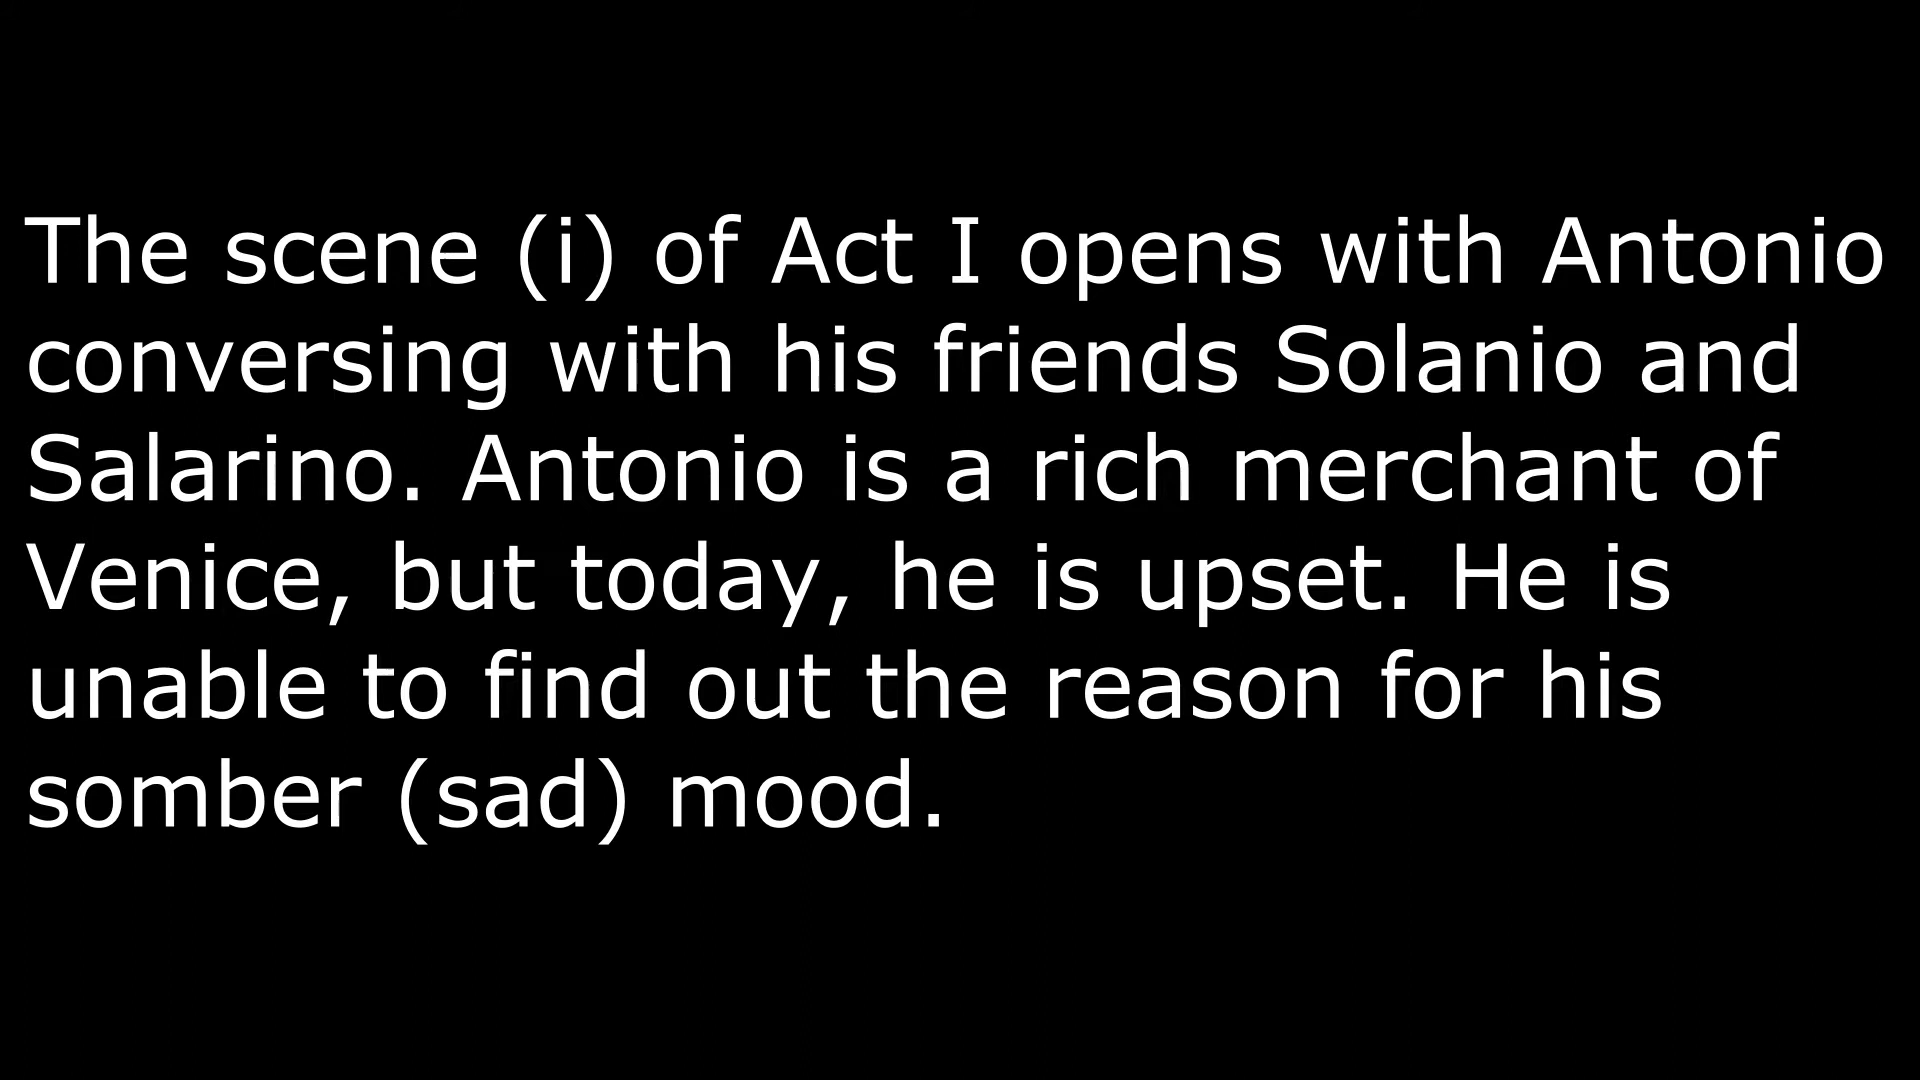 The scene (i) of Act I opens with Antonio
conversing with his friends Solanio and
Salarino. Antonio is a rich merchant of
Venice, but today, he is upset. He is
unable to find out the reason for his
somber (sad) mood.